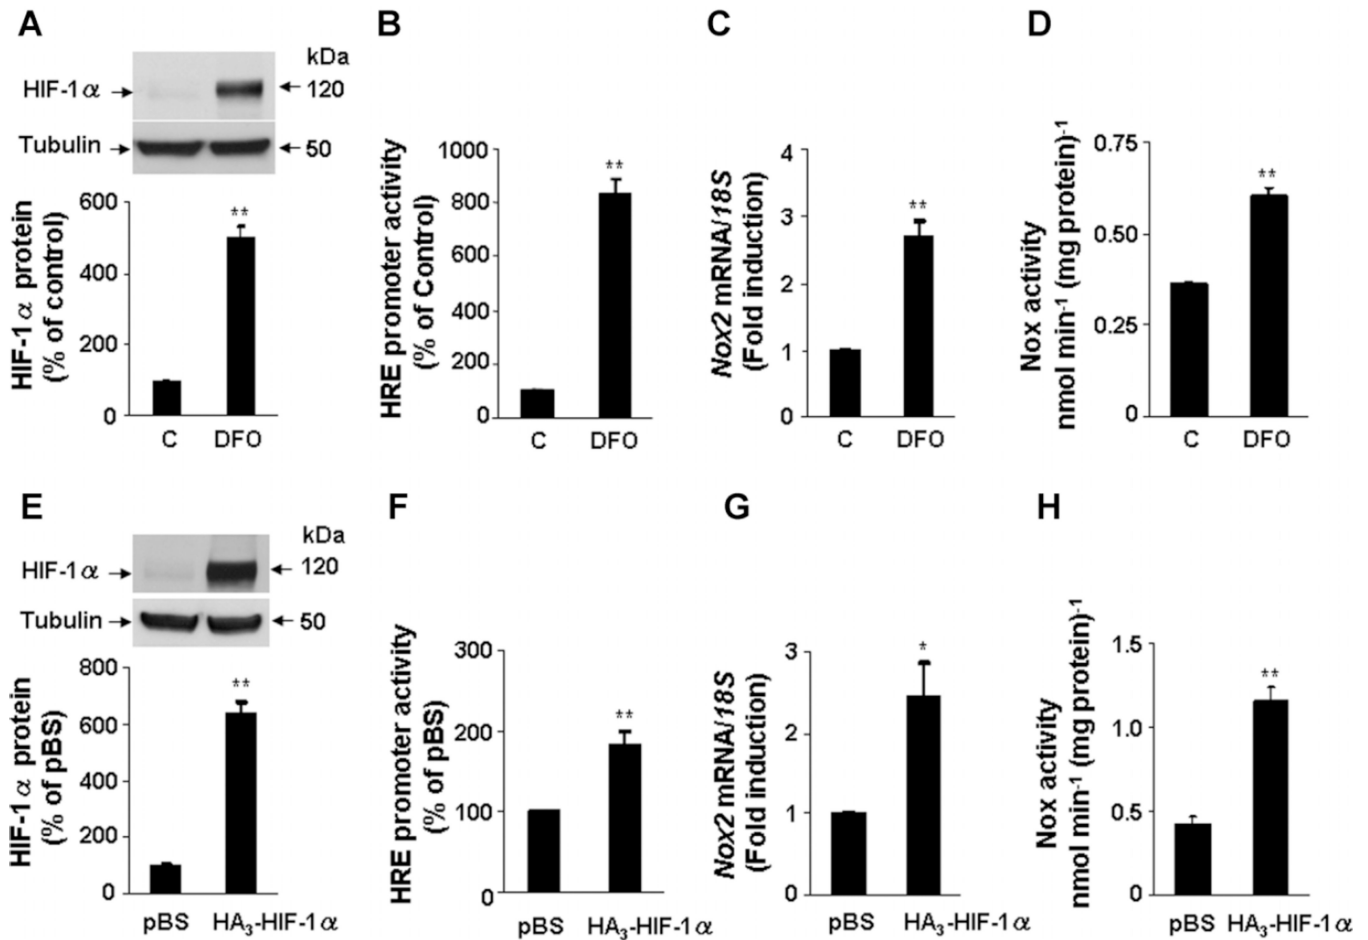 A
kDa
HIF-1α
120
Tubulin
50
HIF-1α protein
(% of control)
600
400
200
0
**
C
DFO
B
HRE promoter activity
(% of Control)
1000
800
600
400
200
0
**
C
DFO
C
Nox2 mRNA/18S
(Fold induction)
4
3
2
1
0
**
C
DFO
D
Nox activity
nmol min⁻¹ (mg protein)⁻¹
0.75
0.50
0.25
0
**
C
DFO
E
kDa
HIF-1α
120
Tubulin
50
HIF-1α protein
(% of pBS)
800
600
400
200
0
**
pBS
HA₃-HIF-1α
F
HRE promoter activity
(% of pBS)
300
200
100
0
**
pBS
HA₃-HIF-1α
G
Nox2 mRNA/18S
(Fold induction)
3
2
1
0
*
pBS
HA₃-HIF-1α
H
Nox activity
nmol min⁻¹ (mg protein)⁻¹
1.5
1.0
0.5
0
**
pBS
HA₃-HIF-1α